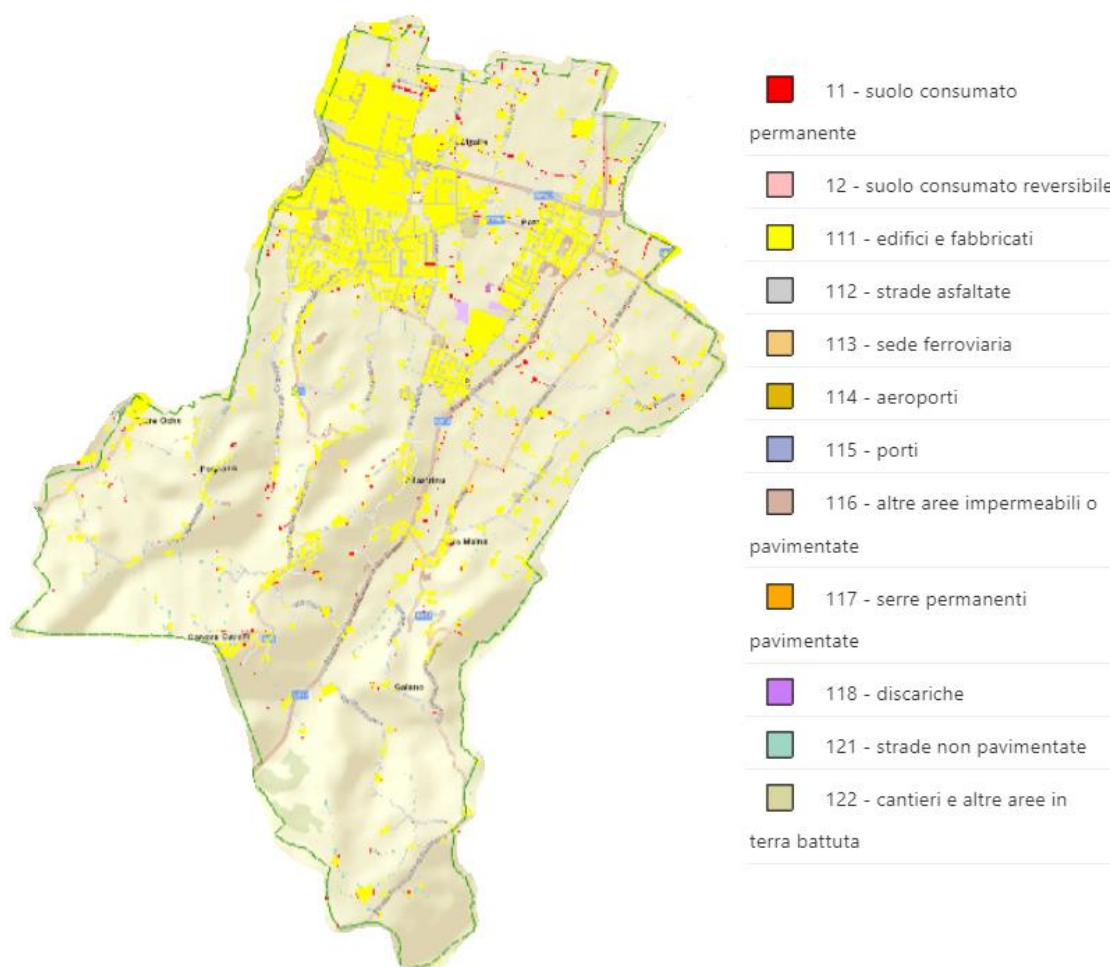 11 - suolo consumato
permanente
12 - suolo consumato reversibile
111 - edifici e fabbricati
112 - strade asfaltate
113 - sede ferroviaria
114 - aeroporti
115 - porti
116 - altre aree impermeabili o
pavimentate
117 - serre permanenti
pavimentate
118 - discariche
121 - strade non pavimentate
122 - cantieri e altre aree in
terra battuta
Galano